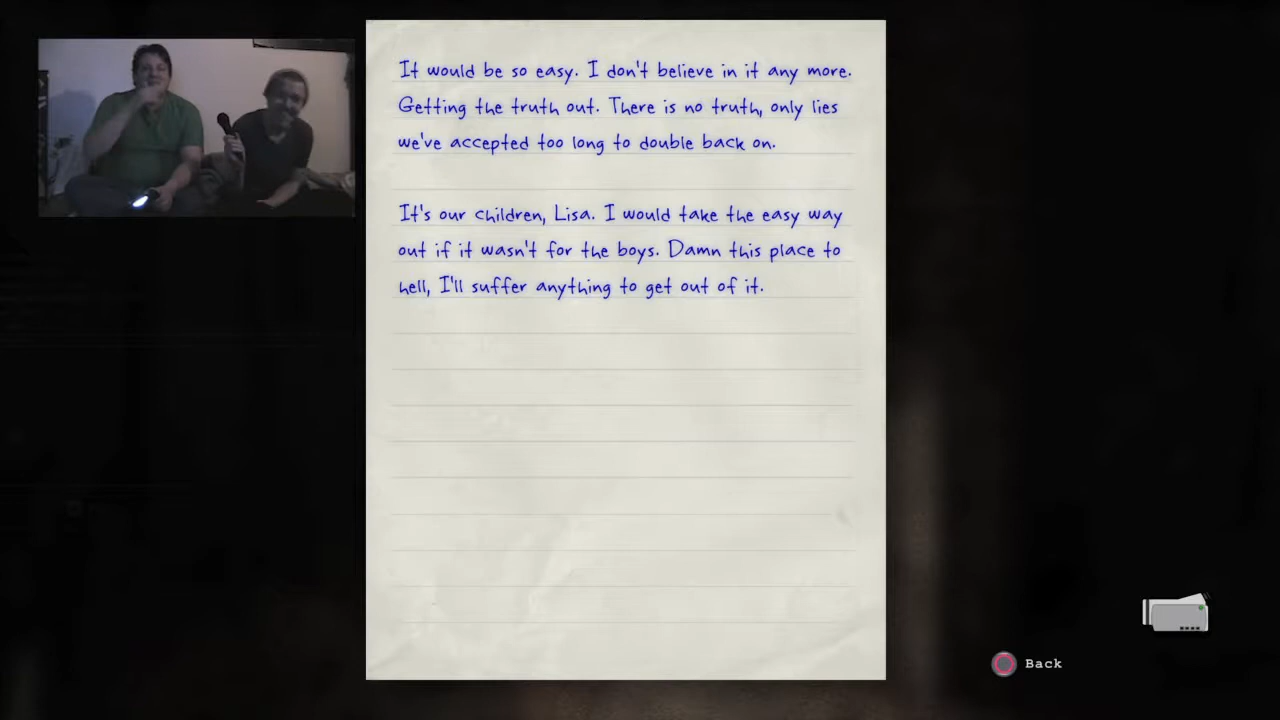 It would be so easy. I don't believe in it any more.
Getting the truth out. There is no truth, only lies
we've accepted too long to double back on.
It's our children, Lisa. I would take the easy way
out if it wasn't for the boys. Damn this place to
hell, I'll suffer anything to get out of it.
Back